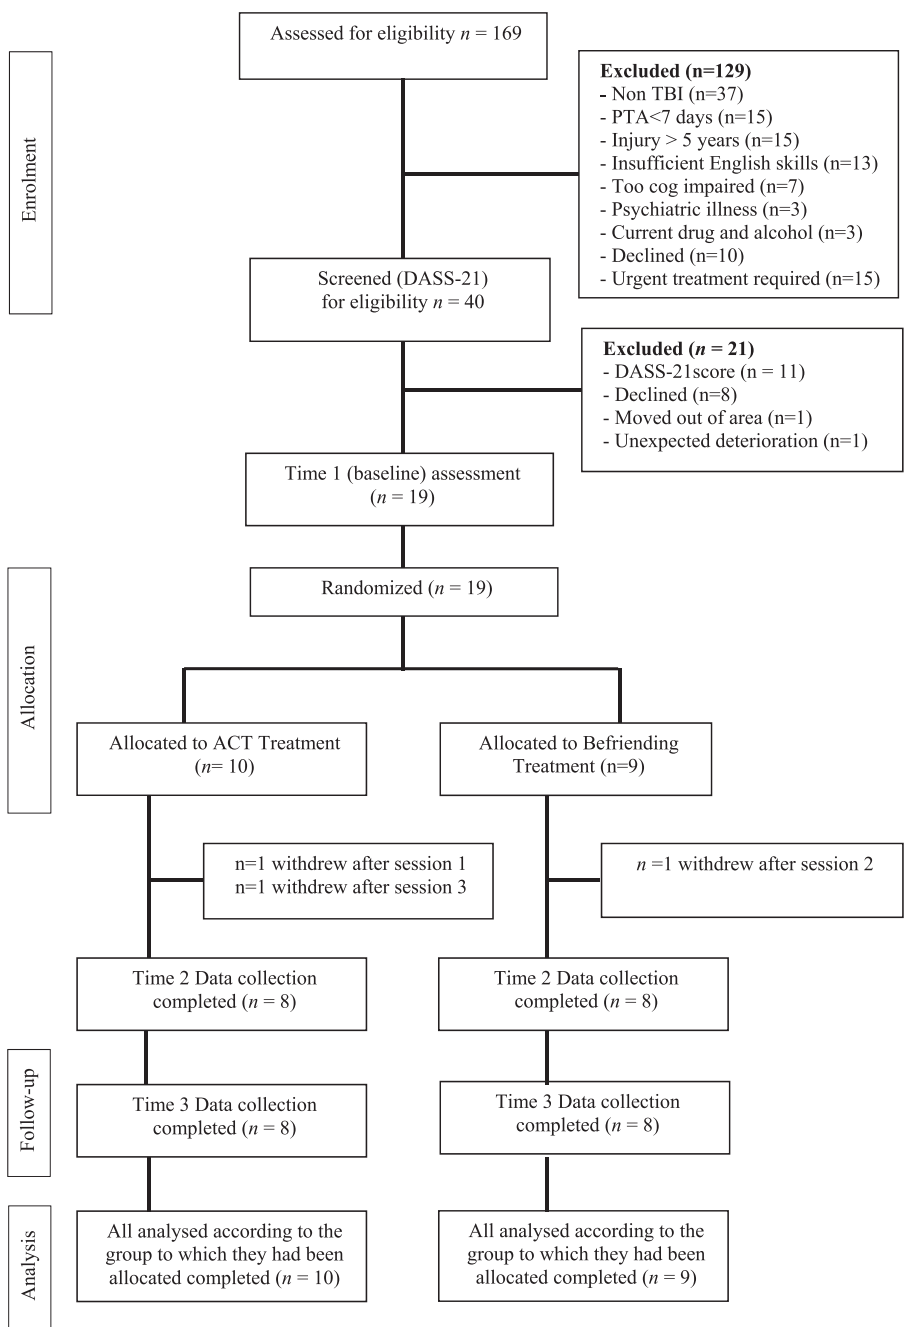 Assessed for eligibility n = 169
Enrolment
Excluded (n=129)
- Non TBI (n=37)
- PTA<7 days (n=15)
- Injury > 5 years (n=15)
- Insufficient English skills (n=13)
- Too cog impaired (n=7)
- Psychiatric illness (n=3)
- Current drug and alcohol (n=3)
- Declined (n=10)
- Urgent treatment required (n=15)
Screened (DASS-21)
for eligibility n = 40
Excluded (n = 21)
- DASS-21score (n = 11)
- Declined (n=8)
- Moved out of area (n=1)
- Unexpected deterioration (n=1)
Time 1 (baseline) assessment
(n = 19)
Allocation
Randomized (n = 19)
Allocated to ACT Treatment
(n= 10)
Allocated to Befriending
Treatment (n=9)
n=1 withdrew after session 1
n=1 withdrew after session 3
n =1 withdrew after session 2
Time 2 Data collection
completed (n = 8)
Time 2 Data collection
completed (n = 8)
Follow-up
Time 3 Data collection
completed (n = 8)
Time 3 Data collection
completed (n = 8)
Analysis
All analysed according to the
group to which they had been
allocated completed (n = 10)
All analysed according to the
group to which they had been
allocated completed (n = 9)